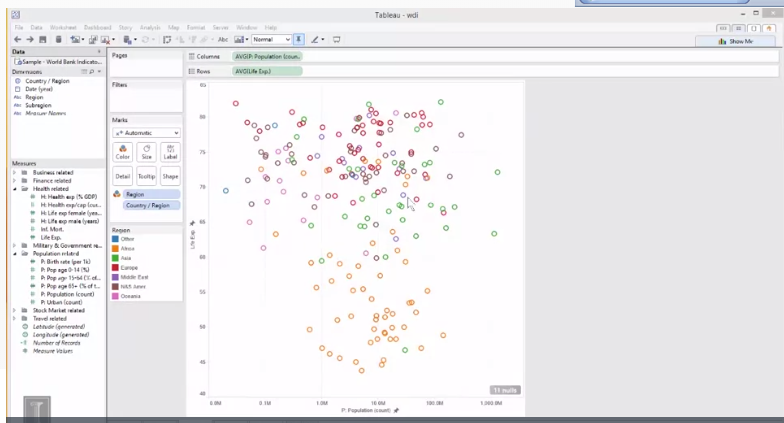 Tableau - wdi
File Data Worksheet Dashboard Story Analysis Map Format Server Window Help
Abc Normal Show Me
Data
Sample - World Bank Indicato...
Dimensions
Country / Region
Date (year)
Region
Subregion
Measure Names
Measures
Business related
Finance related
Health related
H: Health exp (% GDP)
H: Health exp/cap (cur...
H: Life exp female (yea...
H: Life exp male (years)
Inf. Mort.
Life Exp.
Military & Government re...
Population related
P: Birth rate (per 1k)
P: Pop age 0-14 (%)
P: Pop age 15-64 (% of...
P: Pop age 65+ (% of t...
P: Population (count)
P: Urban (count)
Stock Market related
Travel related
Latitude (generated)
Longitude (generated)
Number of Records
Measure Values
Pages
Filters
Marks
Automatic
Color Size Label
Detail Tooltip Shape
Region
Country / Region
Region
Other
Africa
Asia
Europe
Middle East
Oceania
Columns AVG(P: Population (coun..
Rows AVG(Life Exp.)
85
80
75
70
65
60
55
50
45
40
Life Exp.
0.0M 0.1M 1.0M 10.0M 100.0M 1,000.0M
P: Population (count)
11 nulls